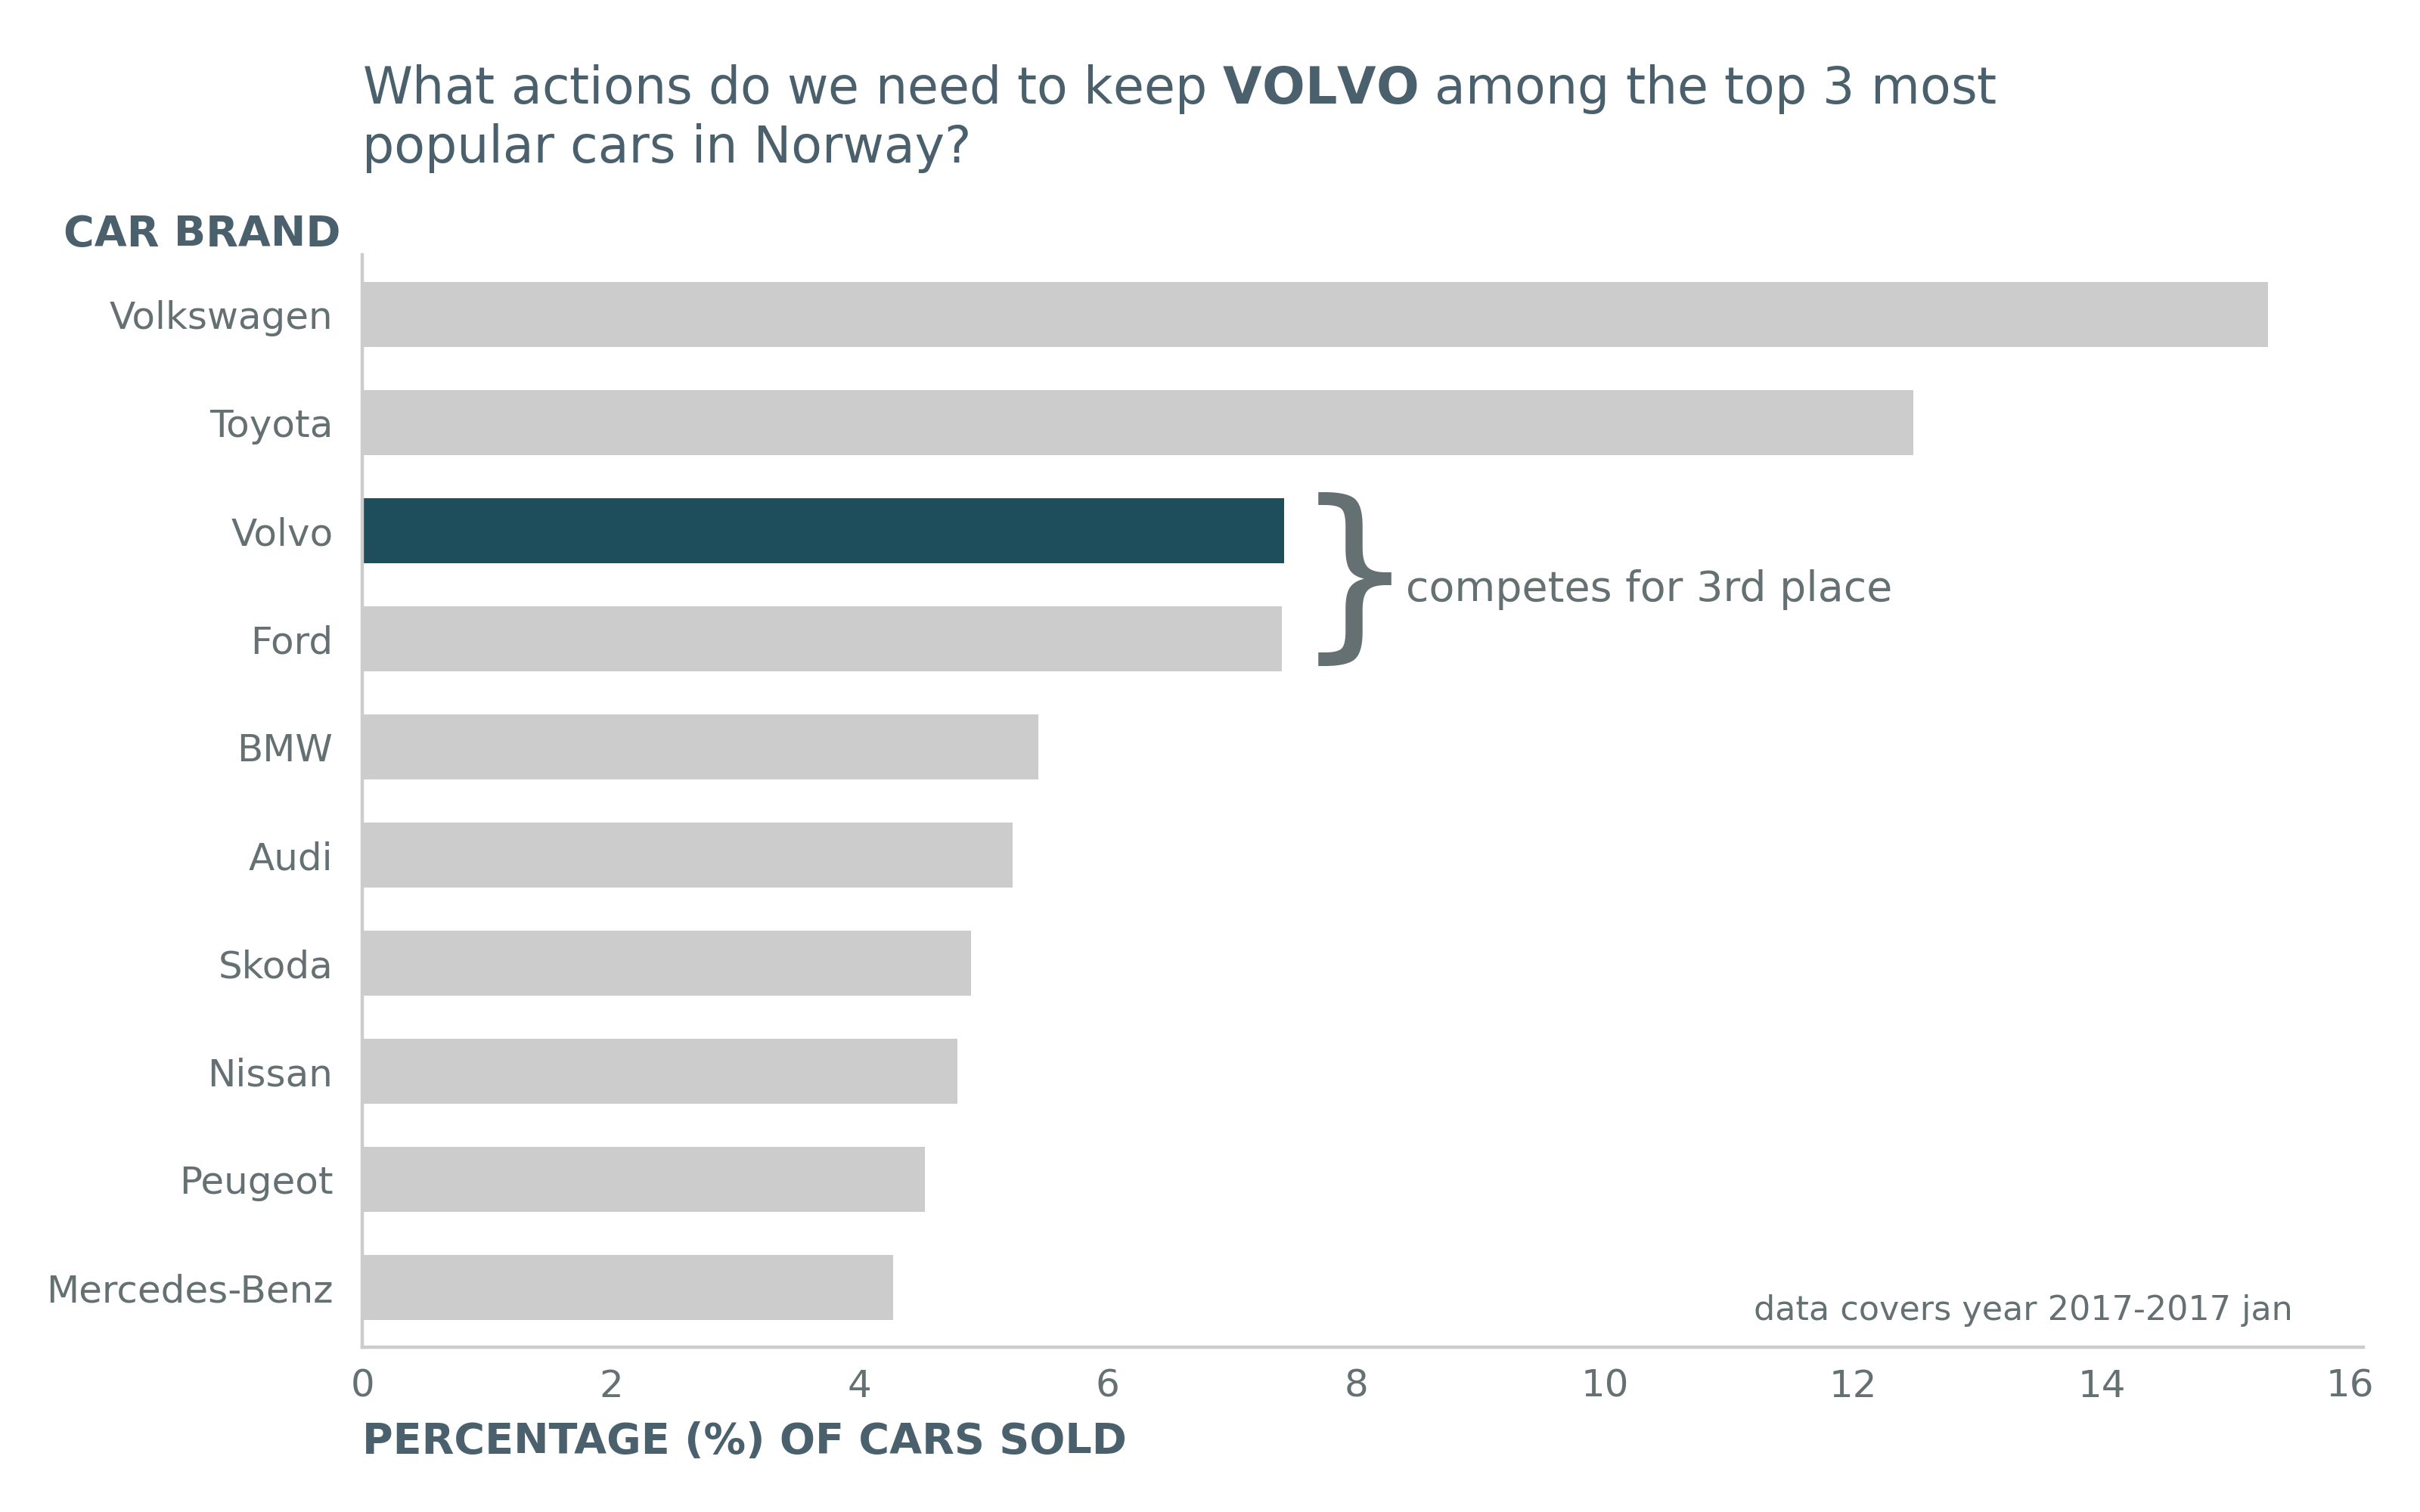 What actions do we need to keep VOLVO among the top 3 most
popular cars in Norway?
CAR BRAND
Volkswagen
Toyota
Volvo
Ford
competes for 3rd place
BMW
Audi
Skoda
Nissan
Peugeot
Mercedes-Benz
data covers year 2017-2017 jan
0 2 4 6 8 10 12 14 16
PERCENTAGE (%) OF CARS SOLD